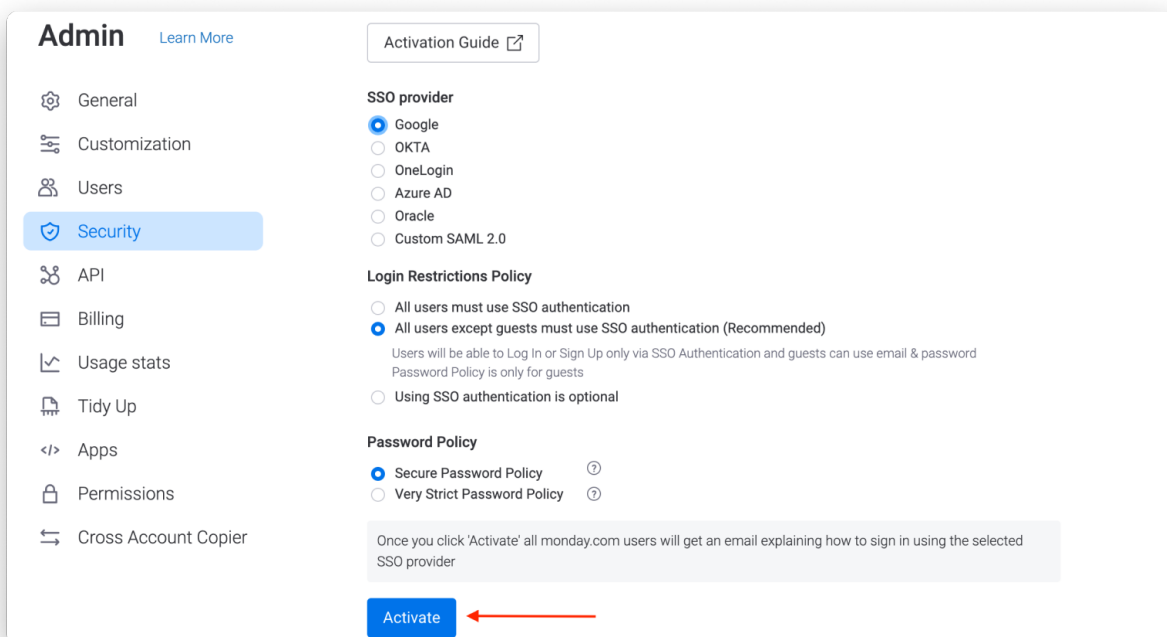 Admin
Learn More
General
Customization
Users
Security
API
Billing
Usage stats
Tidy Up
Apps
Permissions
Cross Account Copier
Activation Guide
SSO provider
Google
OKTA
OneLogin
Azure AD
Oracle
Custom SAML 2.0
Login Restrictions Policy
All users must use SSO authentication
All users except guests must use SSO authentication (Recommended)
Users will be able to Log In or Sign Up only via SSO Authentication and guests can use email & password
Password Policy is only for guests
Using SSO authentication is optional
Password Policy
Secure Password Policy ?
Very Strict Password Policy ?
Once you click 'Activate' all monday.com users will get an email explaining how to sign in using the selected
SSO provider
Activate